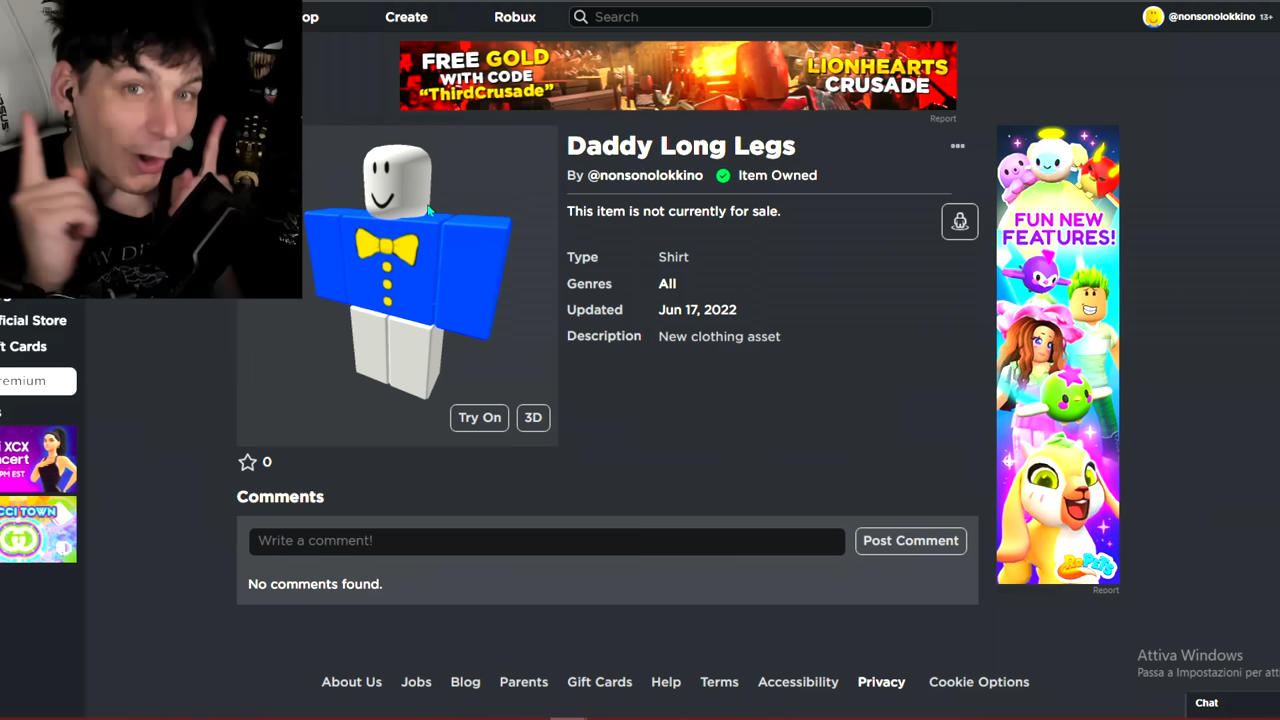 op
Create
Robux
Search
@nonsonolokkino 13+
FREE GOLD
WITH CODE
"ThirdCrusade"
LIONHEARTS
CRUSADE
Report
Daddy Long Legs
By @nonsonolokkino Item Owned
This item is not currently for sale.
Type Shirt
Genres All
Updated Jun 17, 2022
Description New clothing asset
Try On
3D
0
Comments
Write a comment!
Post Comment
No comments found.
ficial Store
t Cards
remium
i XCX
ncert
PM EST
CCI TOWN
FUN NEW
FEATURES!
RoPETS
Report
About Us
Jobs
Blog
Parents
Gift Cards
Help
Terms
Accessibility
Privacy
Cookie Options
Attiva Windows
Passa a Impostazioni per att
Chat